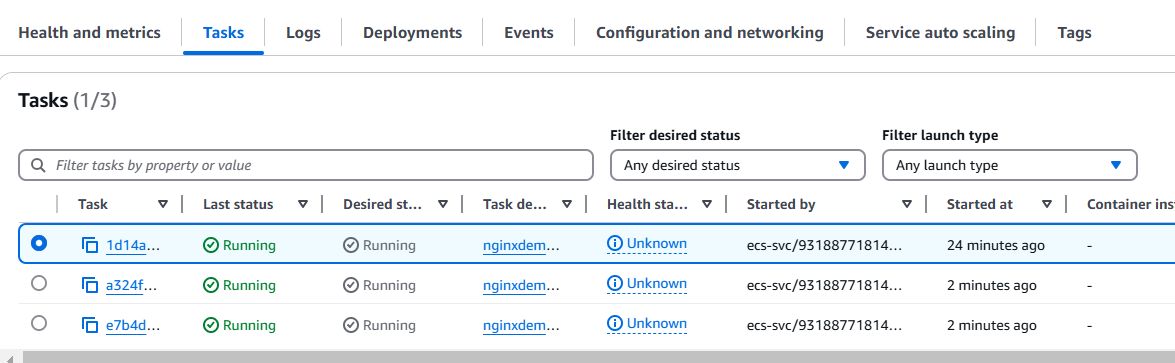 Health and metrics Tasks Logs Deployments Events Configuration and networking Service auto scaling Tags
Tasks (1/3)
Filter desired status Filter launch type
Filter tasks by property or value Any desired status Any launch type
Task Last status Desired st... Task de... Health sta... Started by Started at Container ins
1d14a... Running Running nginxdem... Unknown ecs-svc/93188771814... 24 minutes ago -
a324f... Running Running nginxdem... Unknown ecs-svc/93188771814... 2 minutes ago -
e7b4d... Running Running nginxdem... Unknown ecs-svc/93188771814... 2 minutes ago -